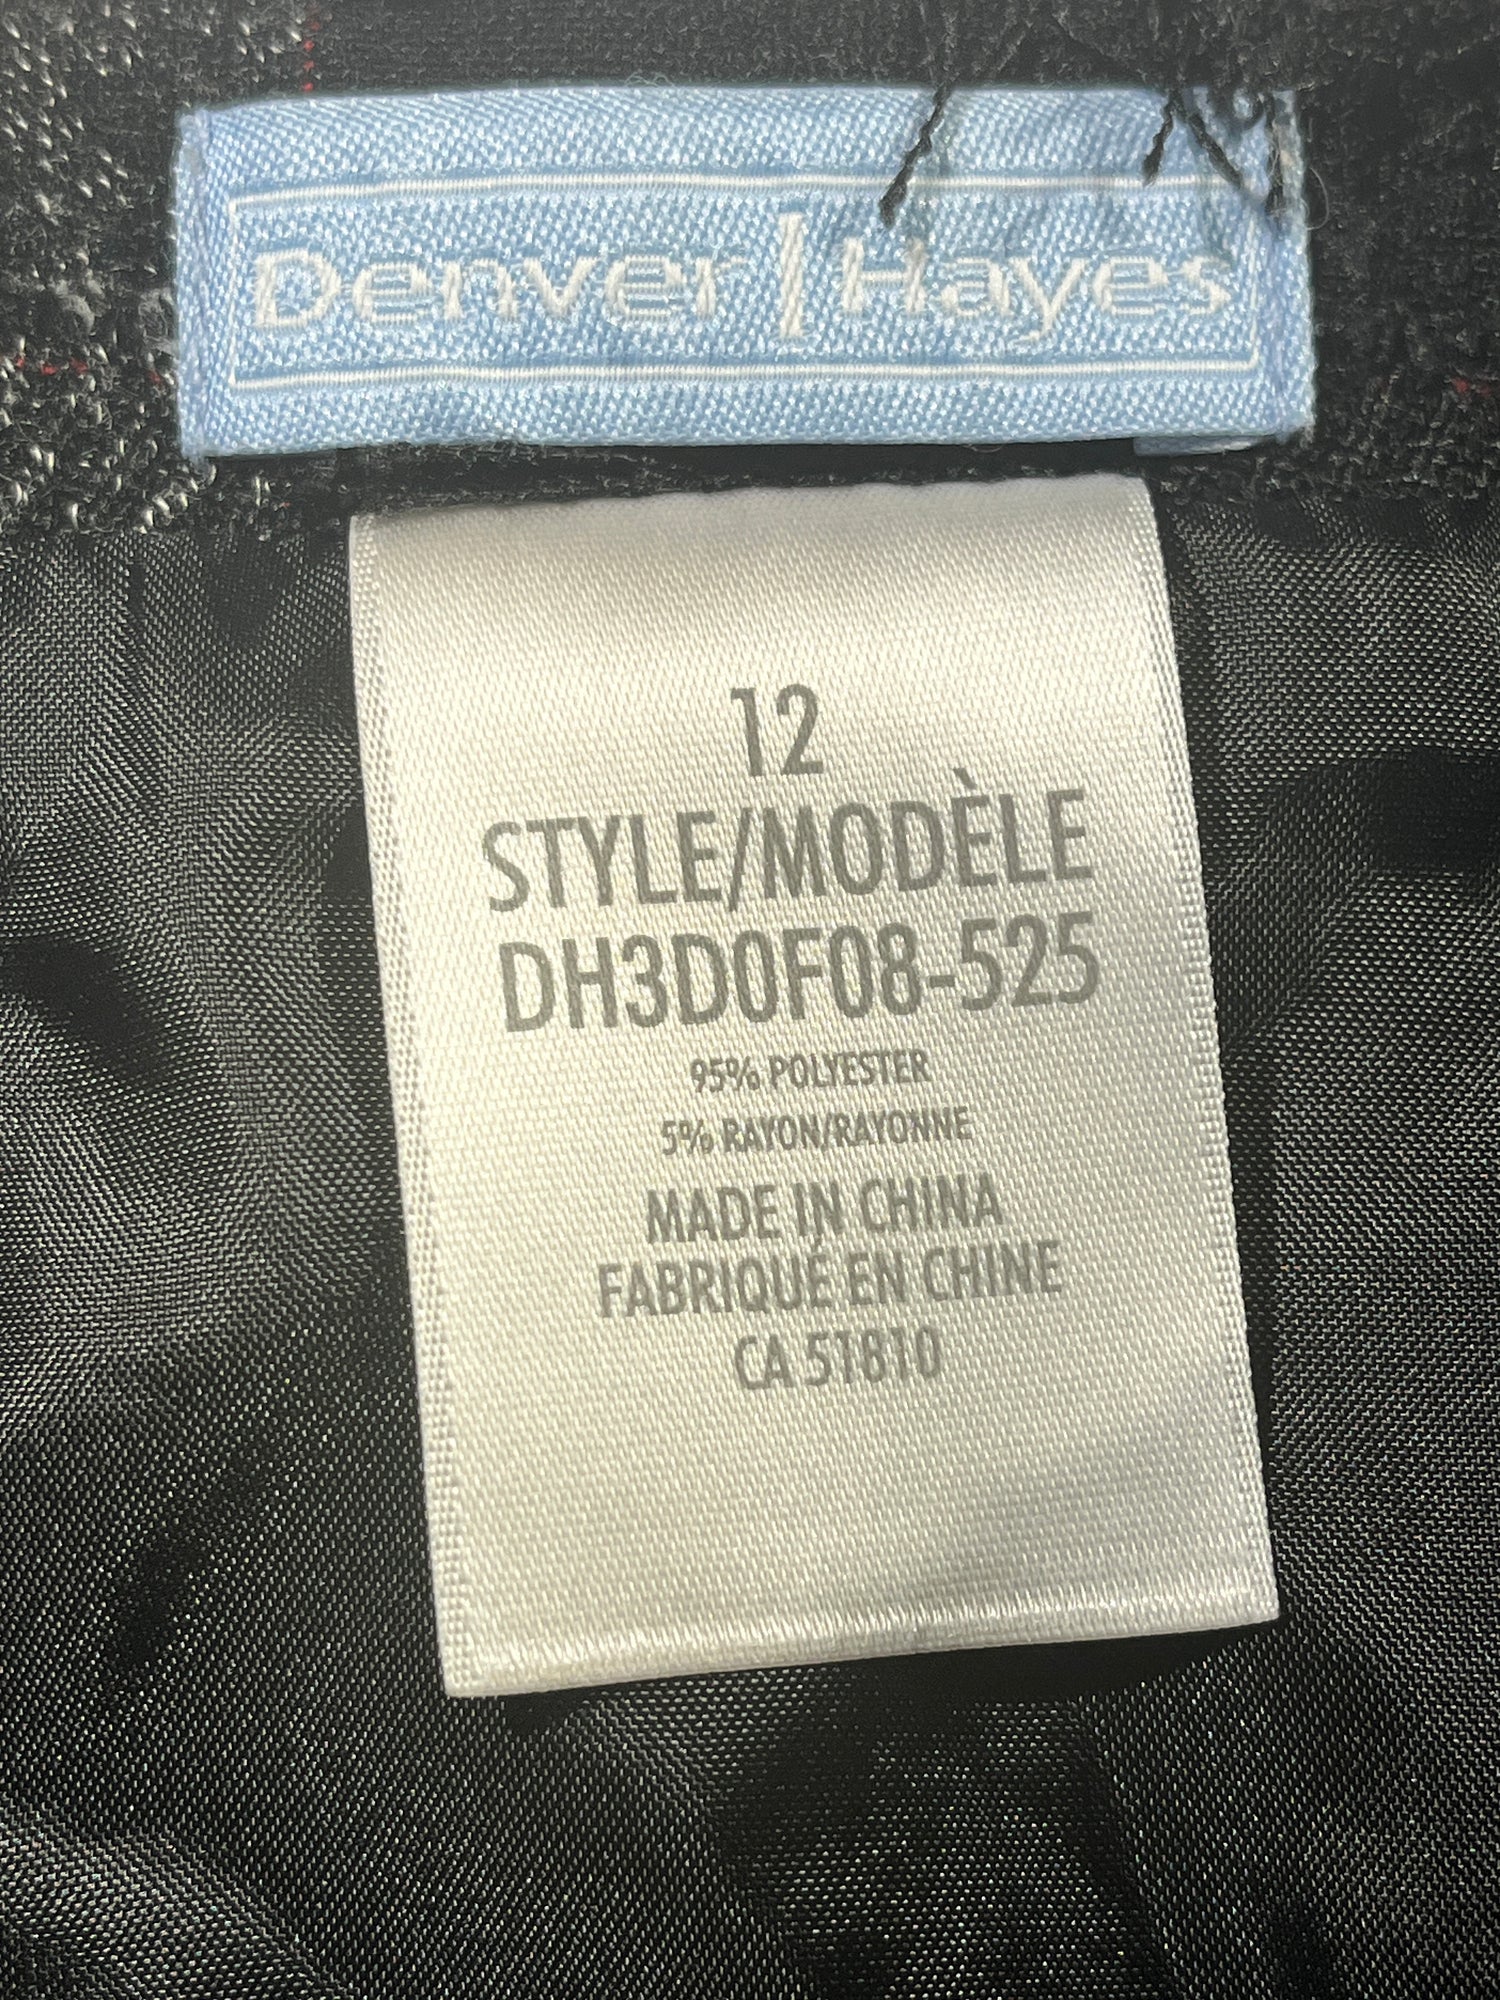 Denver|Hayes
12
STYLE/MODÈLE
DH3D0F08-525
95% POLYESTER
5% RAYON/RAYONNE
MADE IN CHINA
FABRIQUÉ EN CHINE
CA 51810